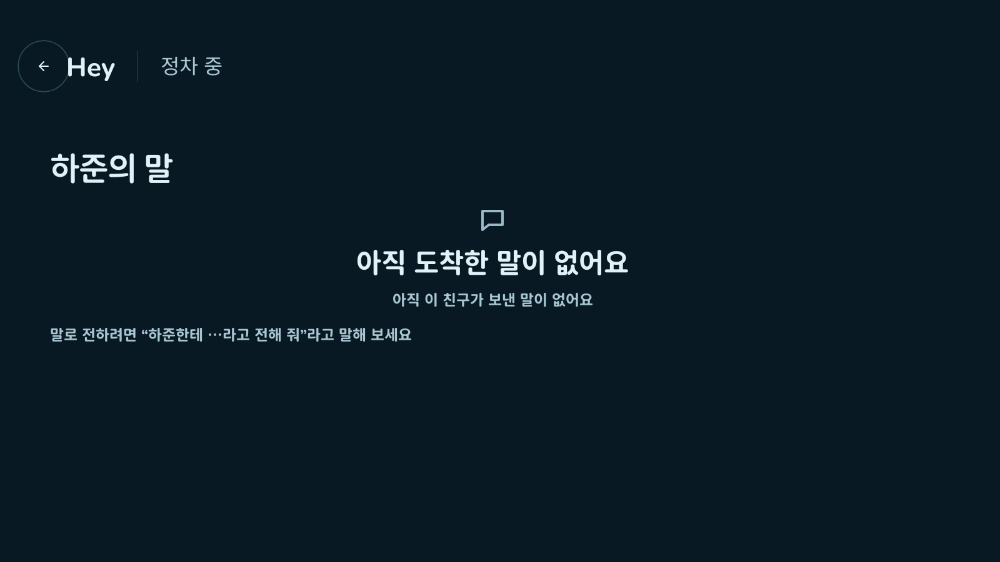 Hey
정차 중
하준의 말
아직 도착한 말이 없어요
아직 이 친구가 보낸 말이 없어요
말로 전하려면 “하준한테 …라고 전해 줘”라고 말해 보세요